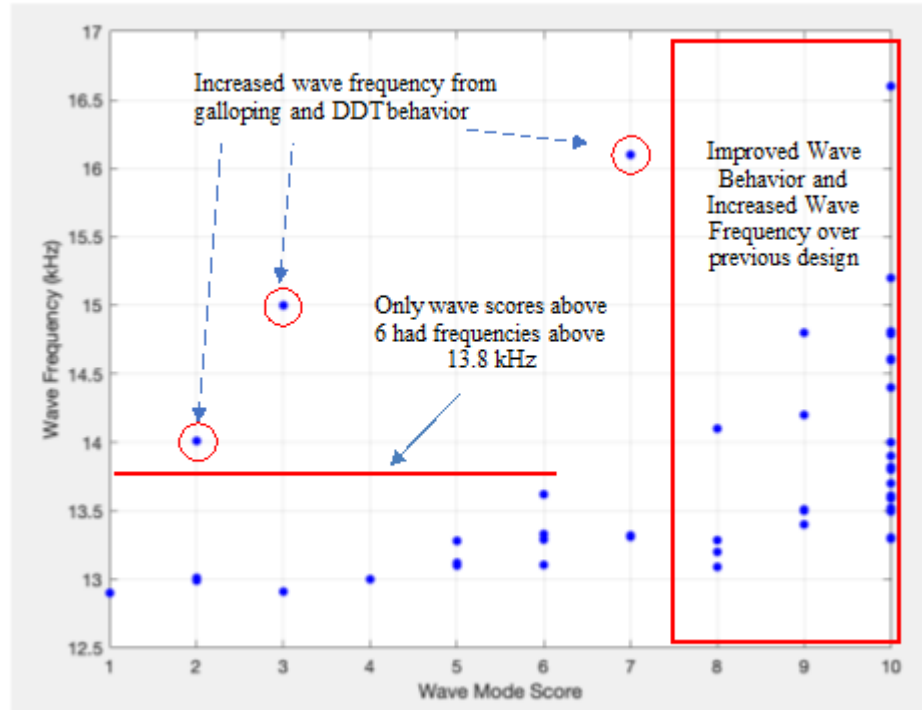 17
16.5
16
15.5
15
14.5
14
13.5
13
12.5
Wave Frequency (kHz)
Increased wave frequency from
galloping and DDT behavior
Only wave scores above
6 had frequencies above
13.8 kHz
Improved Wave
Behavior and
Increased Wave
Frequency over
previous design
1 2 3 4 5 6 7 8 9 10
Wave Mode Score